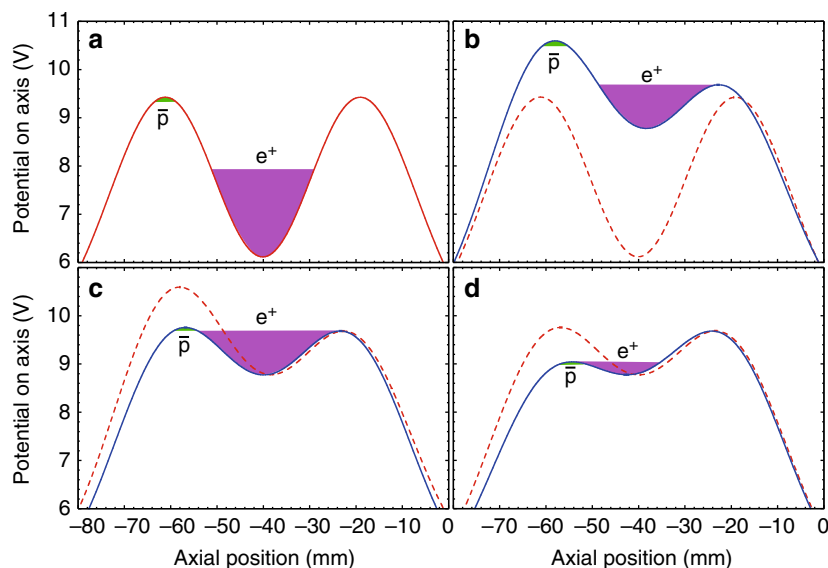 a
b
c
d
Potential on axis (V)
Potential on axis (V)
11
10
9
8
7
6
10
9
8
7
6
e+
p̅
e+
p̅
e+
p̅
e+
p̅
–80 –70 –60 –50 –40 –30 –20 –10 0
–70 –60 –50 –40 –30 –20 –10 0
Axial position (mm)
Axial position (mm)